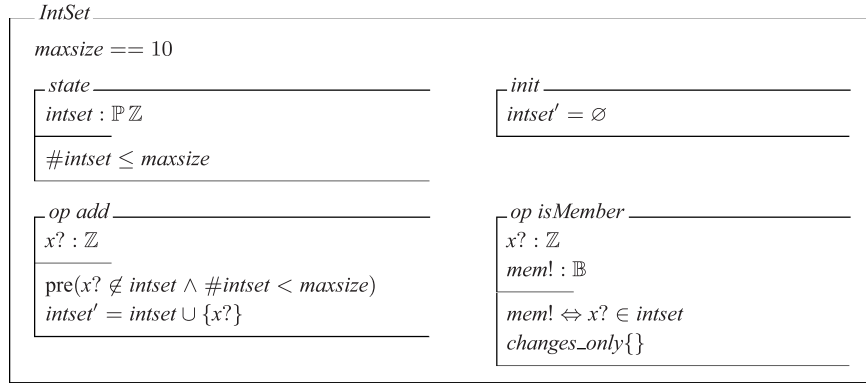 IntSet
maxsize == 10
state
intset : ℙ ℤ
#intset ≤ maxsize
init
intset′ = ∅
op add
x? : ℤ
pre(x? ∉ intset ∧ #intset < maxsize)
intset′ = intset ∪ {x?}
op isMember
x? : ℤ
mem! : 𝔹
mem! ⇔ x? ∈ intset
changes_only{}